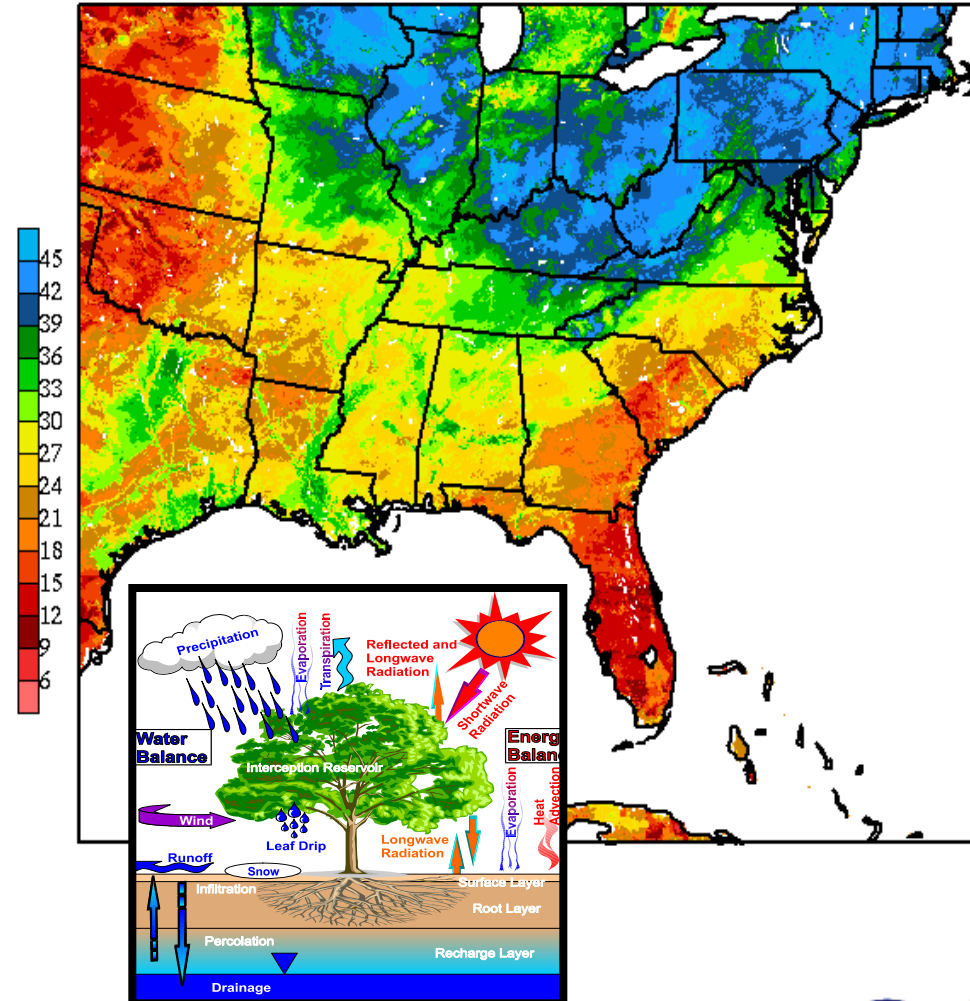 45
42
39
36
33
30
27
24
21
18
15
12
9
6
Precipitation
Evaporation
Transpiration
Reflected and
Longwave
Radiation
Shortwave
Radiation
Water
Balance
Energ
Balan
Interception Reservoir
Evaporation
Heat
Advection
Wind
Leaf Drip
Longwave
Radiation
Runoff
Snow
Surface Layer
Infiltration
Root Layer
Percolation
Recharge Layer
Drainage